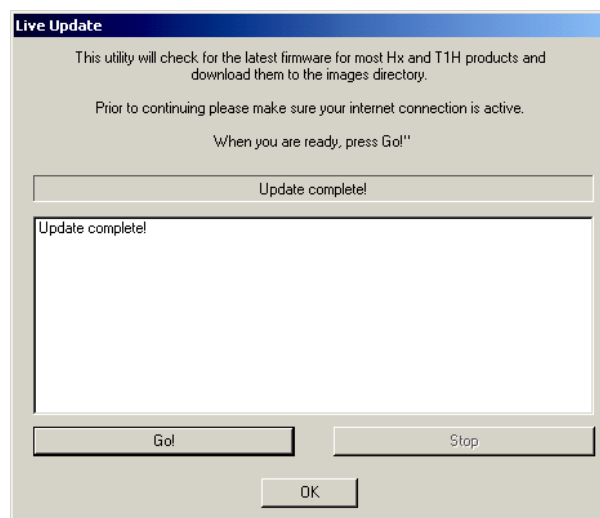 Live Update
This utility will check for the latest firmware for most Hx and T1H products and
download them to the images directory.
Prior to continuing please make sure your internet connection is active.
When you are ready, press Go!"
Update complete!
Update complete!
Go!
Stop
OK